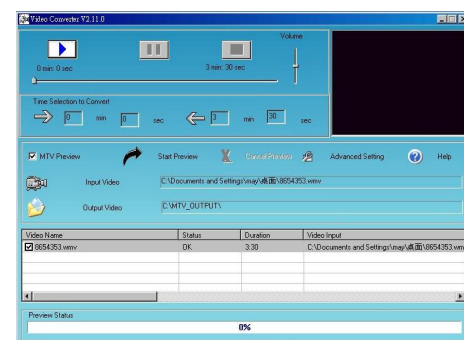 Video Converter V2.11.0
Volume
0 min: 0 sec
3 min: 30 sec
Time Selection to Convert
0 min 0 sec 3 min 30 sec
MTV Preview Start Preview Cancel Preview Advanced Setting Help
Input Video C:\Documents and Settings\may\桌面\8654353.wmv
Output Video C:\MTV_OUTPUT\
Video Name Status Duration Video Input
8654353.wmv OK 3:30 C:\Documents and Settings\may\桌面\8654353.wm
Preview Status
0%